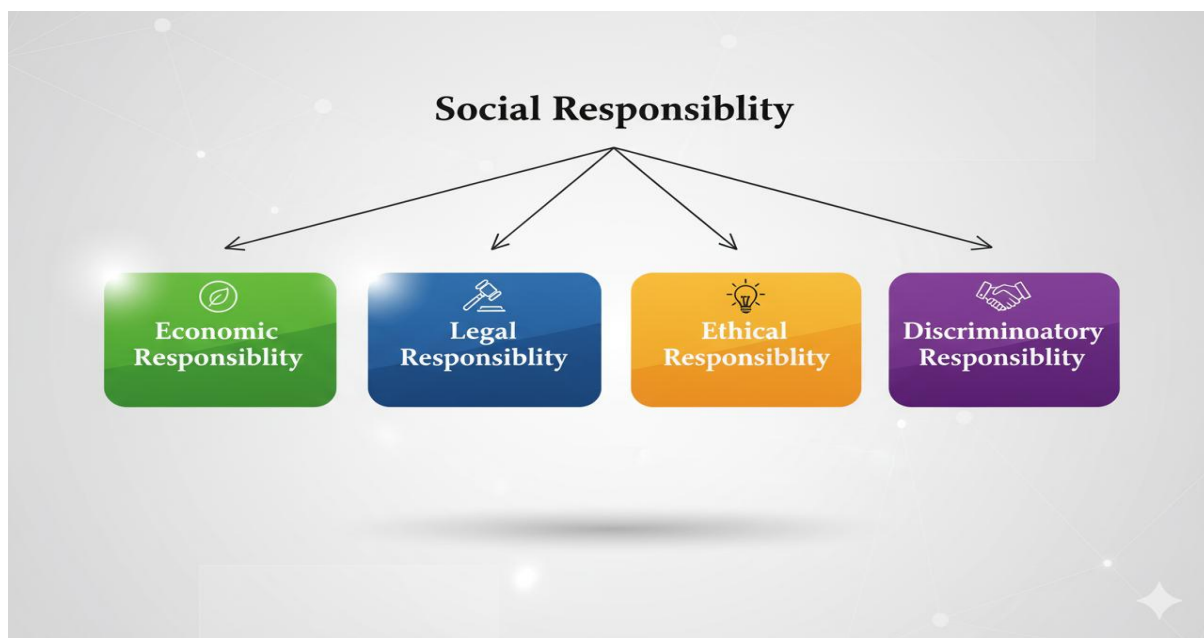 Social Responsiblity
Economic
Responsiblity
Legal
Responsiblity
Ethical
Responsiblity
Discriminoatory
Responsiblity